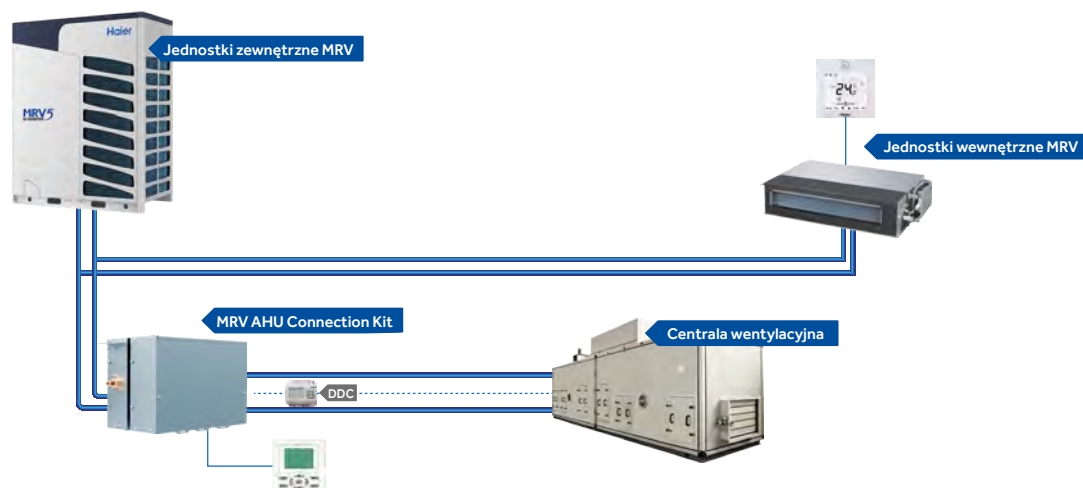 Haier
Jednostki zewnętrzne MRV
MRV5
24
Jednostki wewnętrzne MRV
MRV AHU Connection Kit
Centrala wentylacyjna
DDC